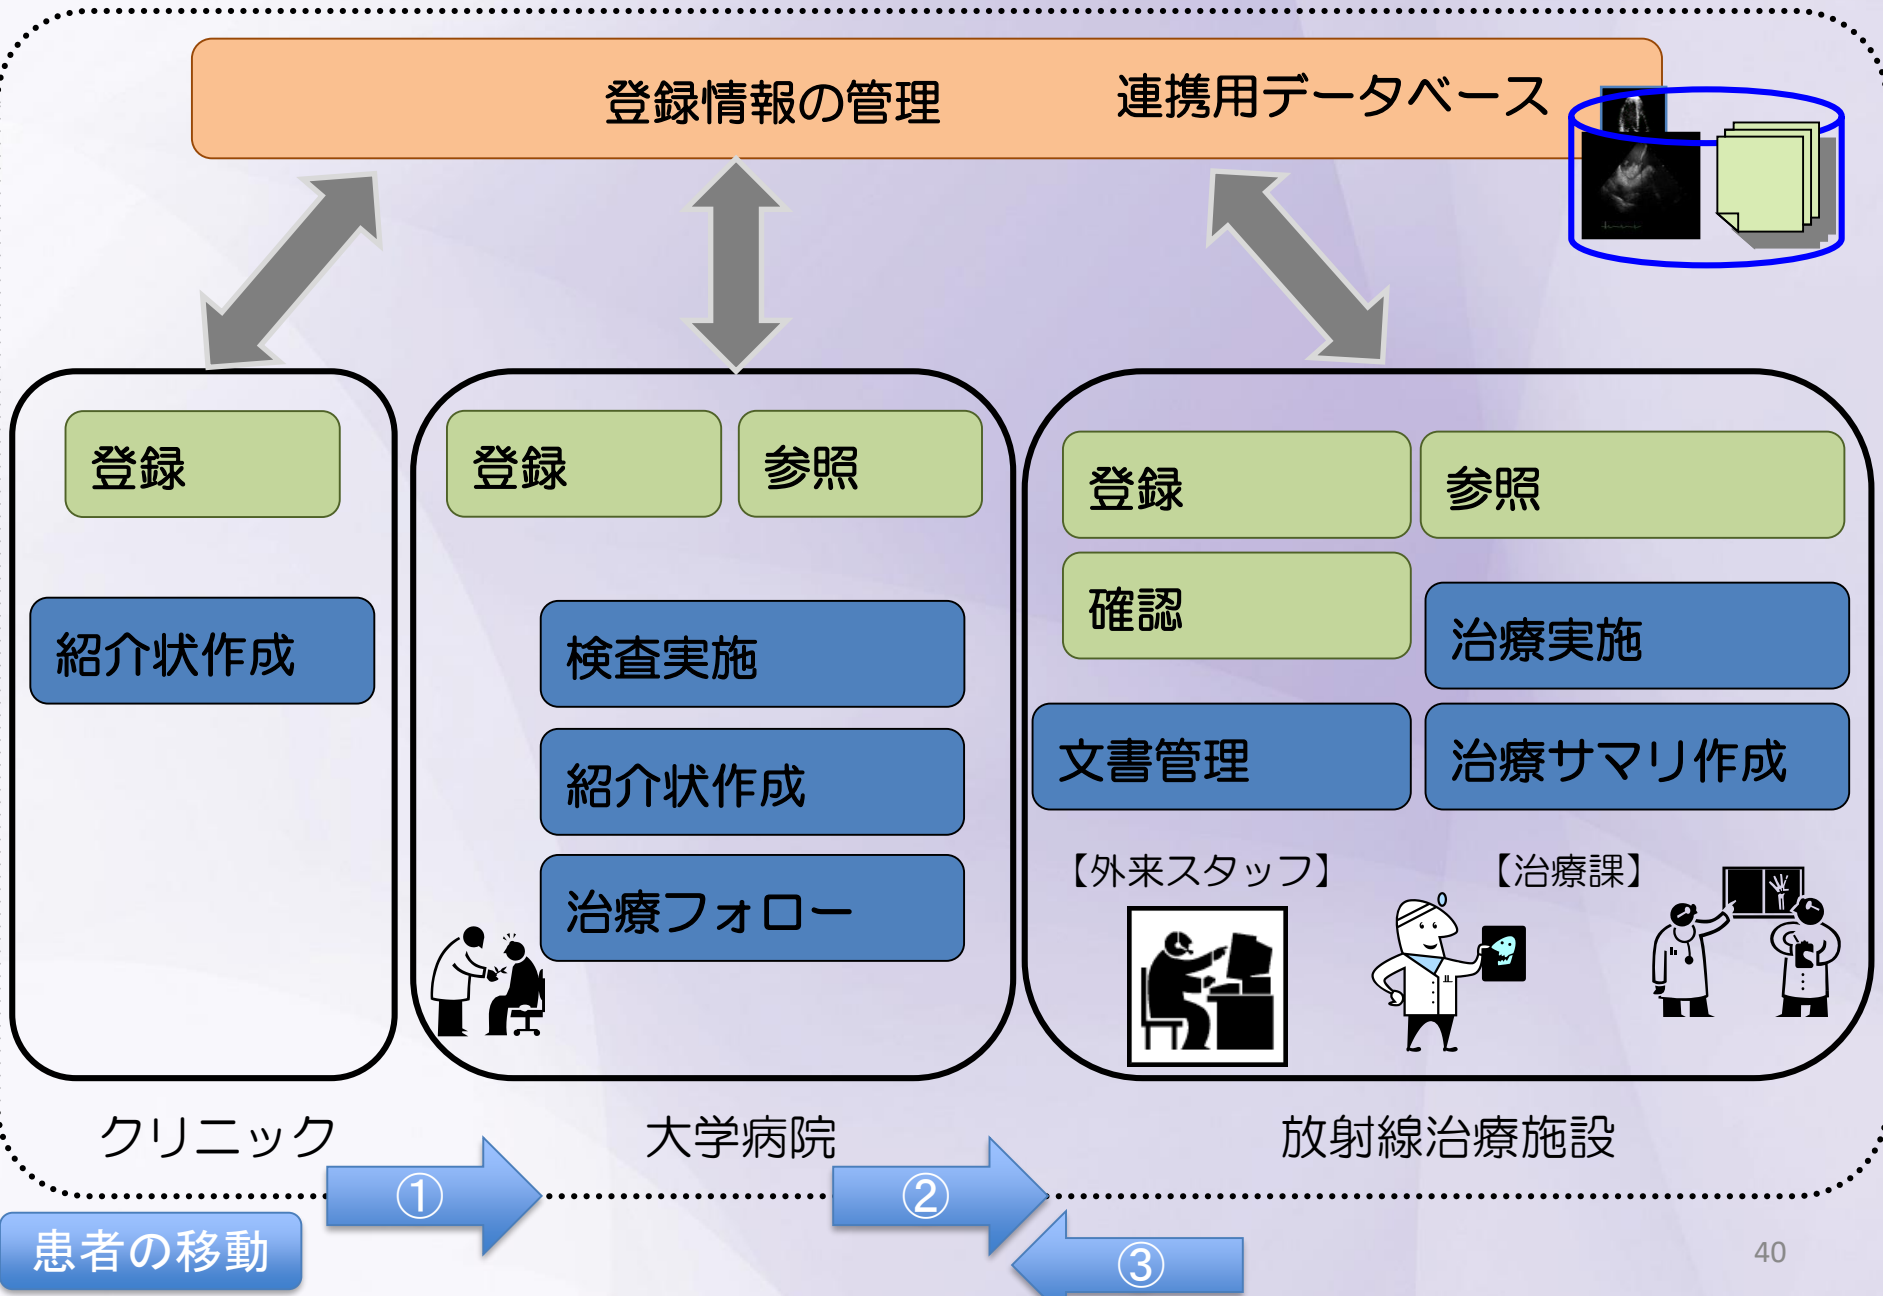 登録情報の管理
連携用データベース
登録
紹介状作成
登録
参照
検査実施
紹介状作成
治療フォロー
登録
参照
確認
治療実施
文書管理
治療サマリ作成
【外来スタッフ】
【治療課】
クリニック
大学病院
放射線治療施設
①
②
患者の移動
③
40